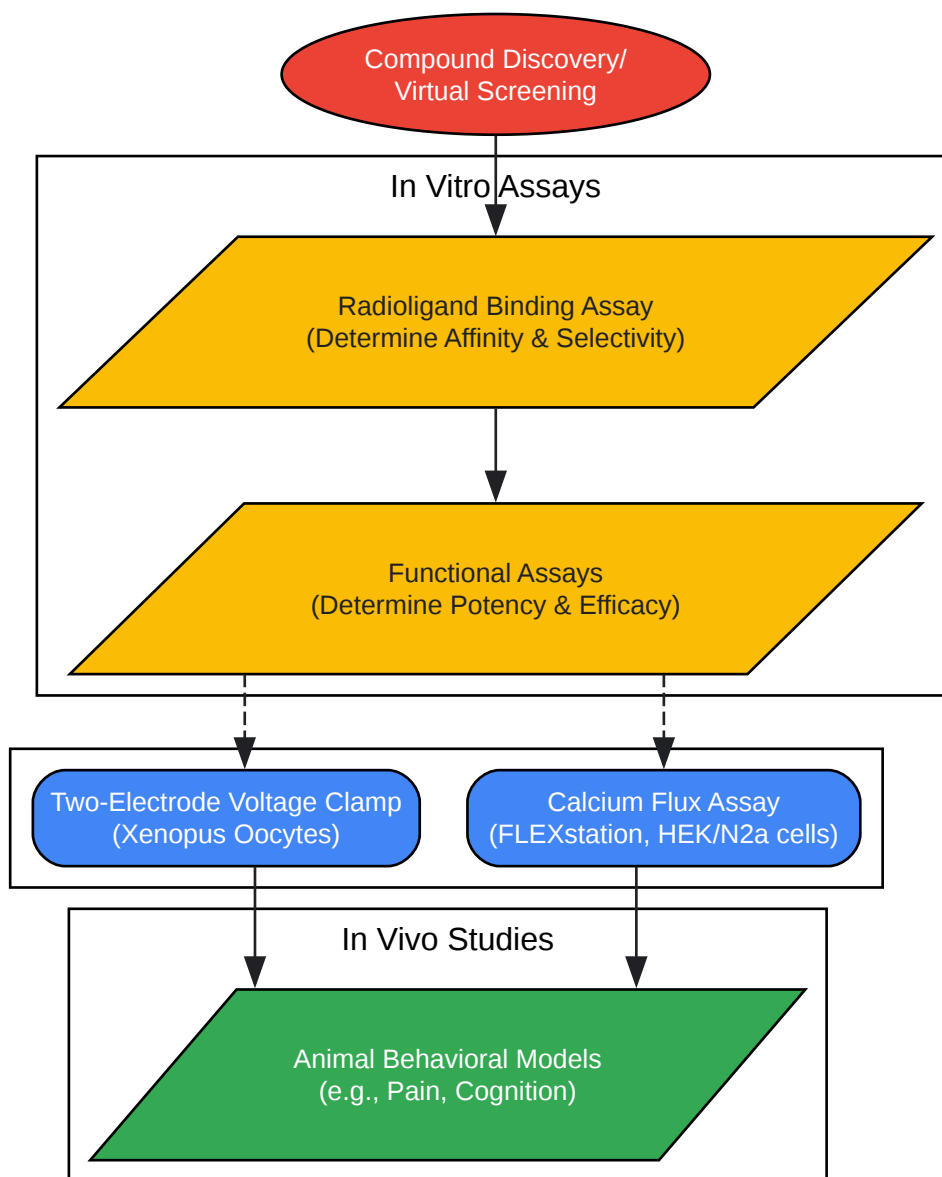 Compound Discovery/
Virtual Screening
In Vitro Assays
Radioligand Binding Assay
(Determine Affinity & Selectivity)
Functional Assays
(Determine Potency & Efficacy)
Two-Electrode Voltage Clamp
(Xenopus Oocytes)
Calcium Flux Assay
(FLEXstation, HEK/N2a cells)
In Vivo Studies
Animal Behavioral Models
(e.g., Pain, Cognition)